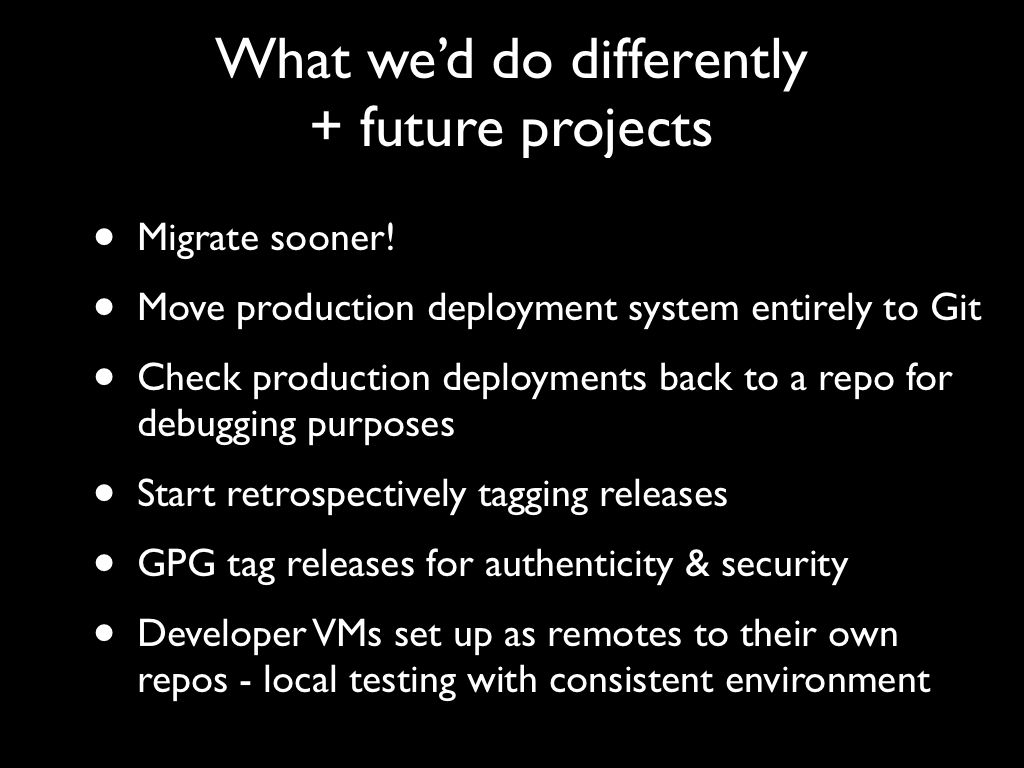 What we’d do differently
+ future projects
• Migrate sooner!
• Move production deployment system entirely to Git
• Check production deployments back to a repo for
debugging purposes
• Start retrospectively tagging releases
• GPG tag releases for authenticity & security
• Developer VMs set up as remotes to their own
repos - local testing with consistent environment